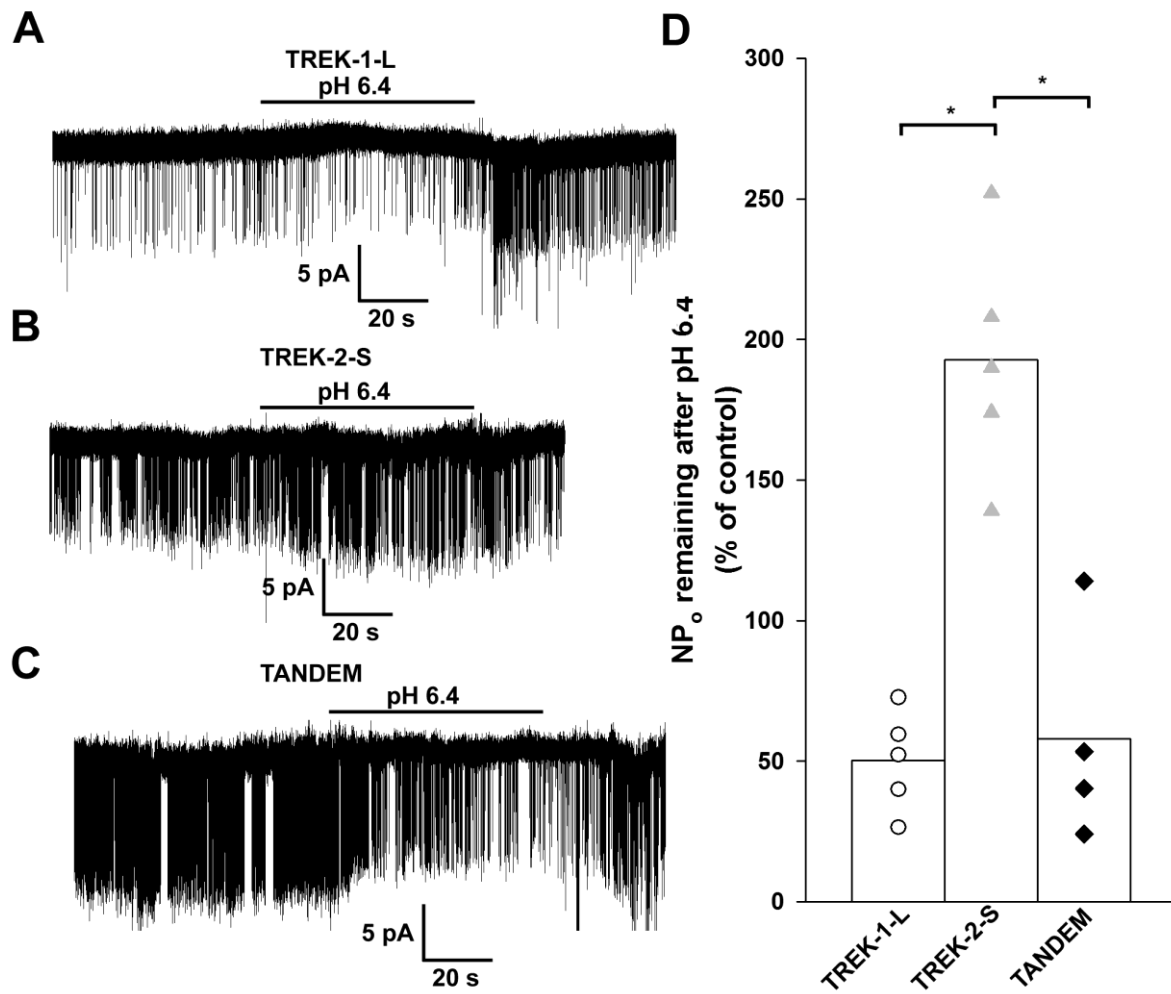 A
TREK-1-L
pH 6.4
5 pA
20 s
B
TREK-2-S
pH 6.4
5 pA
20 s
C
TANDEM
pH 6.4
5 pA
20 s
D
NPo remaining after pH 6.4
(% of control)
300
250
200
150
100
50
0
*
*
TREK-1-L
TREK-2-S
TANDEM